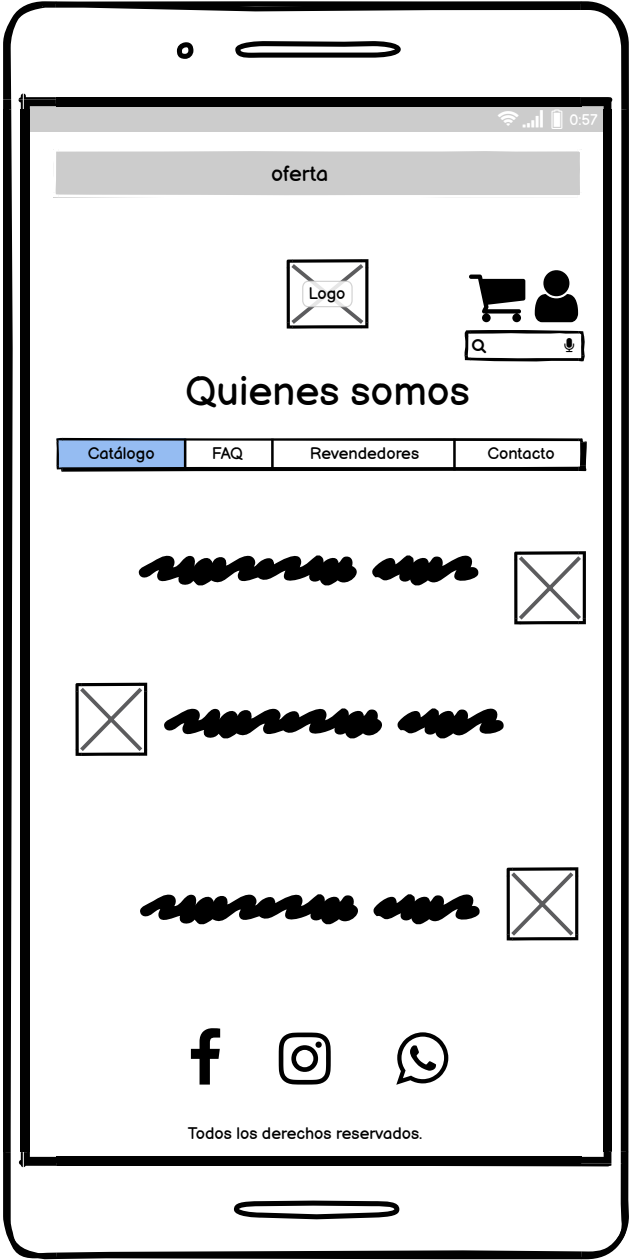 0:57
oferta
Logo
Quienes somos
Catálogo FAQ Revendedores Contacto
Todos los derechos reservados.